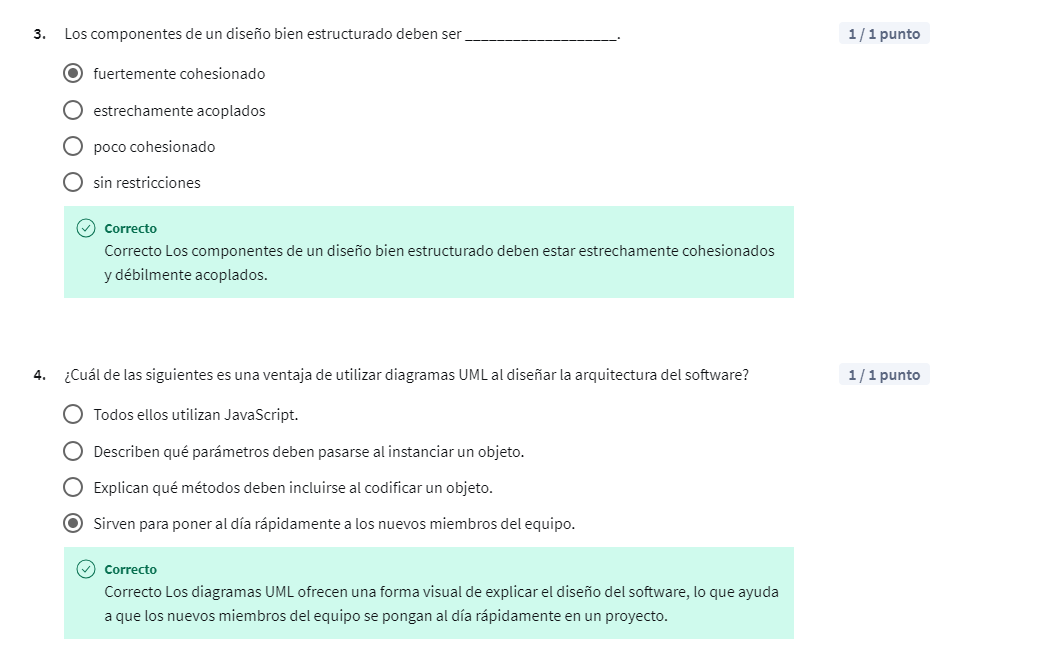 3. Los componentes de un diseño bien estructurado deben ser ___________________. 1 / 1 punto
fuertemente cohesionado
estrechamente acoplados
poco cohesionado
sin restricciones
Correcto
Correcto Los componentes de un diseño bien estructurado deben estar estrechamente cohesionados
y débilmente acoplados.
4. ¿Cuál de las siguientes es una ventaja de utilizar diagramas UML al diseñar la arquitectura del software? 1 / 1 punto
Todos ellos utilizan JavaScript.
Describen qué parámetros deben pasarse al instanciar un objeto.
Explican qué métodos deben incluirse al codificar un objeto.
Sirven para poner al día rápidamente a los nuevos miembros del equipo.
Correcto
Correcto Los diagramas UML ofrecen una forma visual de explicar el diseño del software, lo que ayuda
a que los nuevos miembros del equipo se pongan al día rápidamente en un proyecto.